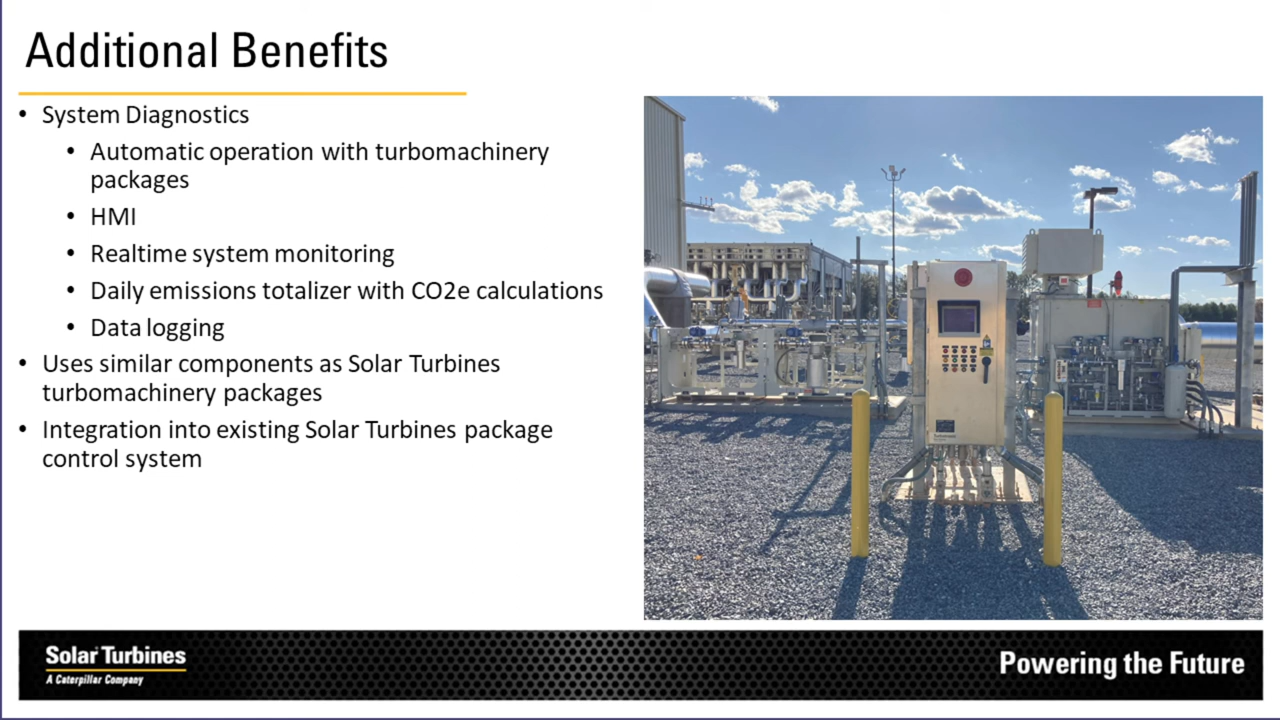 Additional Benefits
• System Diagnostics
• Automatic operation with turbomachinery
packages
• HMI
• Realtime system monitoring
• Daily emissions totalizer with CO2e calculations
• Data logging
• Uses similar components as Solar Turbines
turbomachinery packages
• Integration into existing Solar Turbines package
control system
Solar Turbines
A Caterpillar Company
Powering the Future